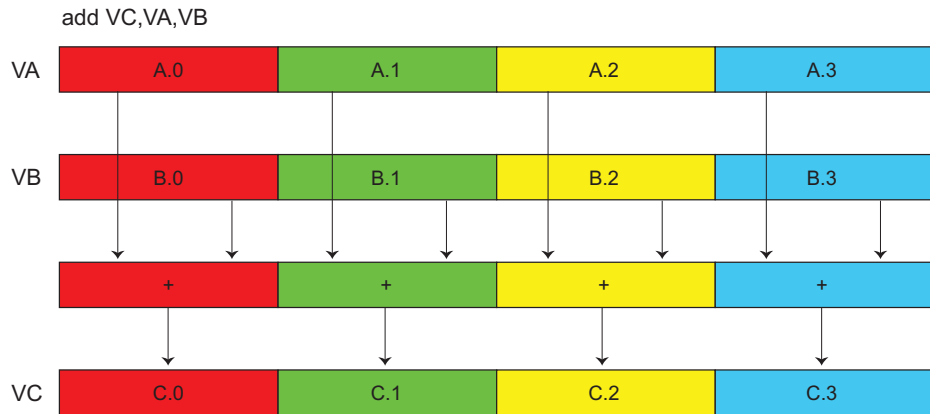 add VC,VA,VB
VA A.0 A.1 A.2 A.3
VB B.0 B.1 B.2 B.3
+ + + +
VC C.0 C.1 C.2 C.3